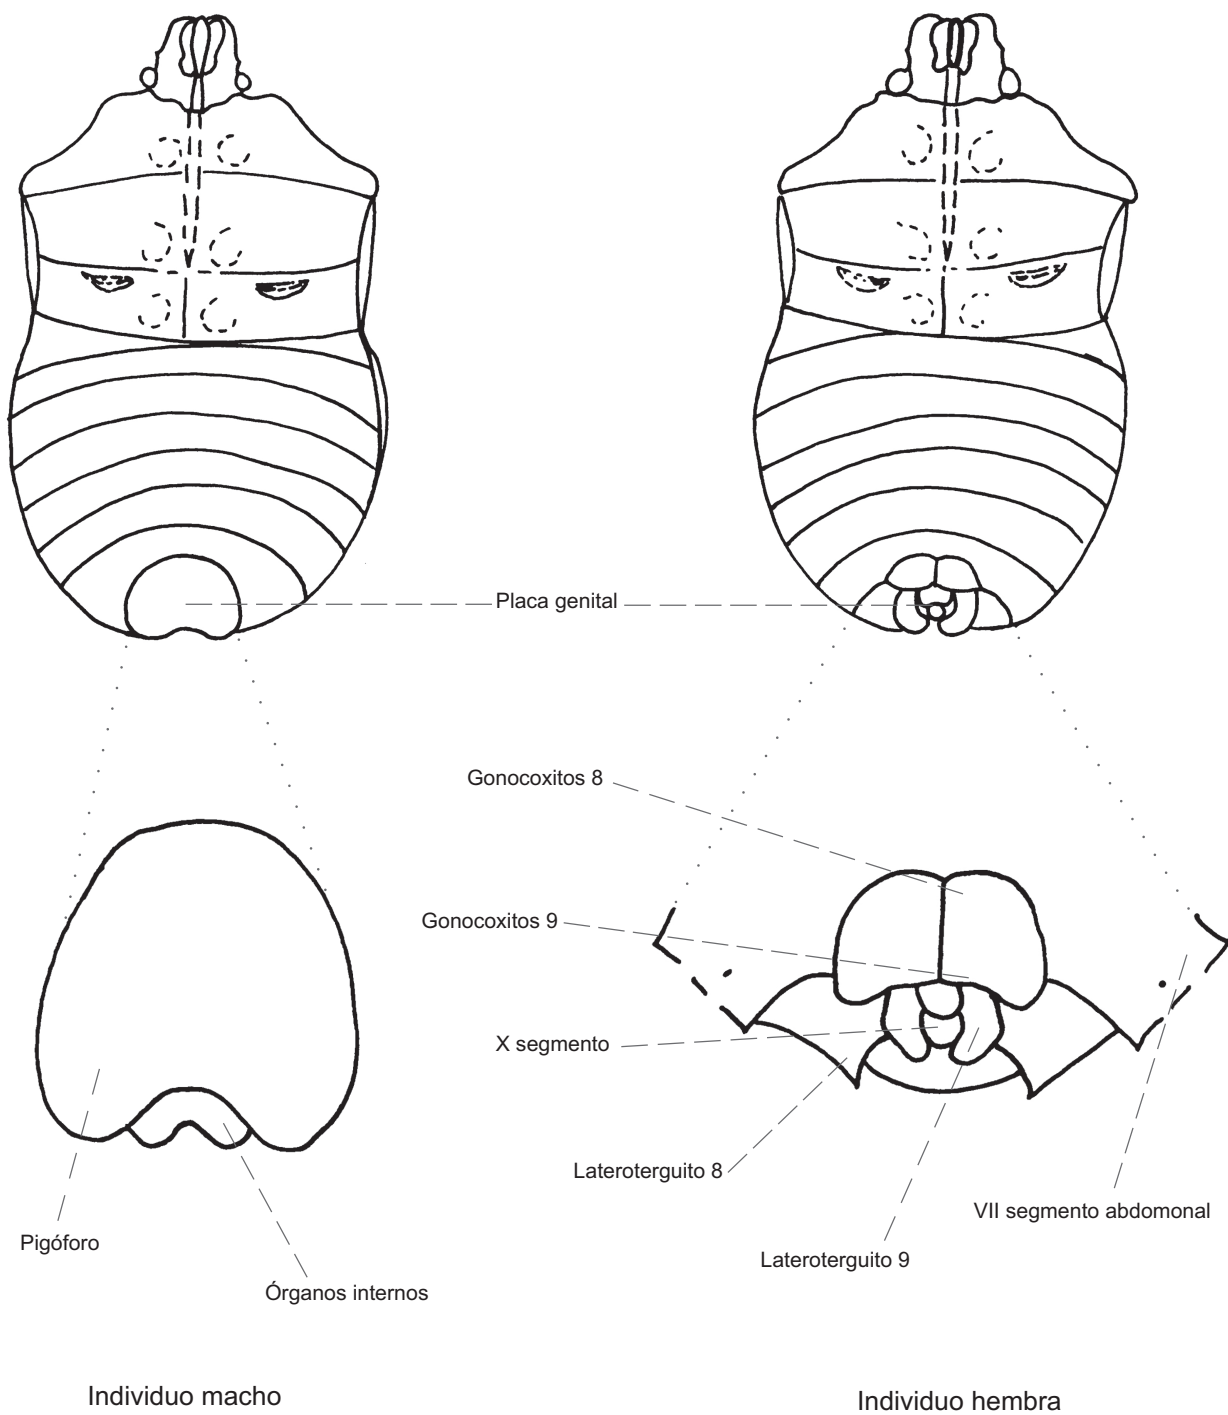 Placa genital
Gonocoxitos 8
Gonocoxitos 9
X segmento
Lateroterguito 8
VII segmento abdomonal
Pigóforo
Lateroterguito 9
Órganos internos
Individuo macho
Individuo hembra